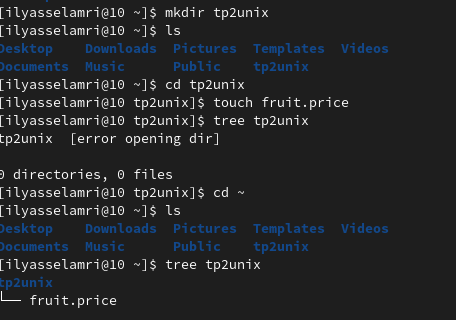 [ilyasselamri@10 ~]$ mkdir tp2unix
[ilyasselamri@10 ~]$ ls
Desktop    Downloads  Pictures  Templates  Videos
Documents  Music      Public    tp2unix
[ilyasselamri@10 ~]$ cd tp2unix
[ilyasselamri@10 tp2unix]$ touch fruit.price
[ilyasselamri@10 tp2unix]$ tree tp2unix
tp2unix  [error opening dir]

0 directories, 0 files
[ilyasselamri@10 tp2unix]$ cd ~
[ilyasselamri@10 ~]$ ls
Desktop    Downloads  Pictures  Templates  Videos
Documents  Music      Public    tp2unix
[ilyasselamri@10 ~]$ tree tp2unix
tp2unix
└── fruit.price